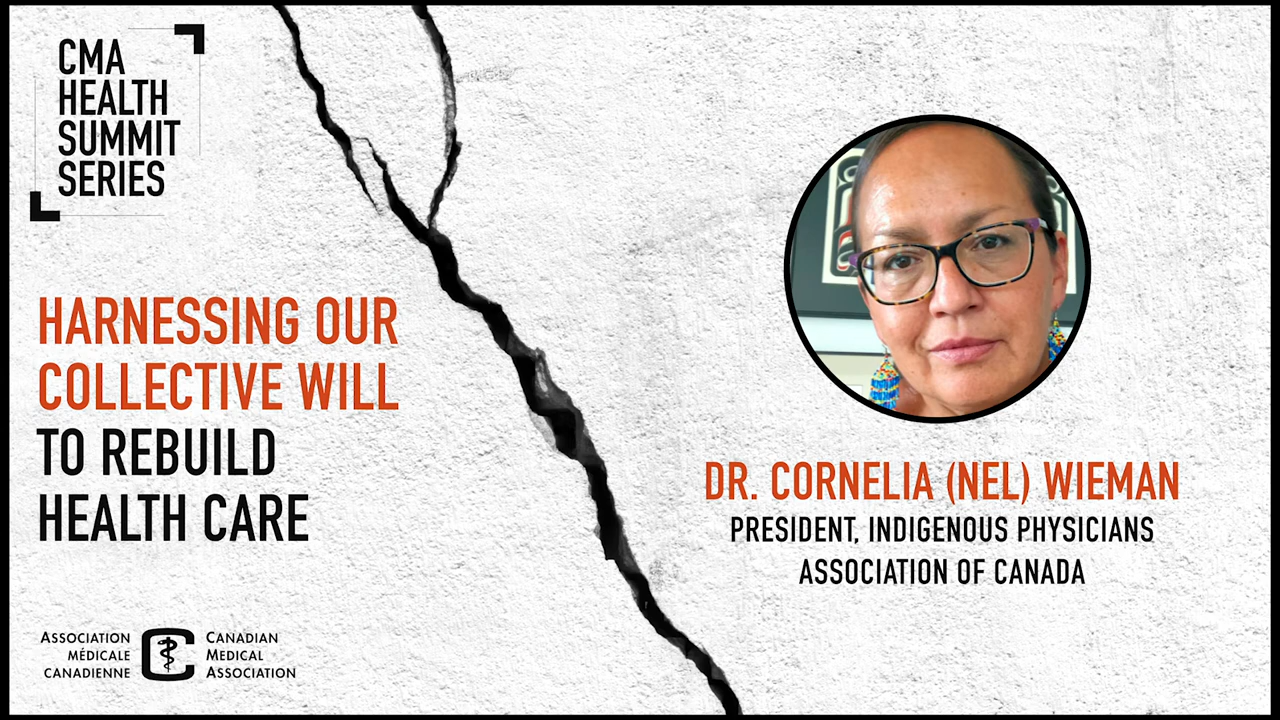 CMA
HEALTH
SUMMIT
SERIES
HARNESSING OUR
COLLECTIVE WILL
TO REBUILD
HEALTH CARE
ASSOCIATION
MÉDICALE
CANADIENNE
CANADIAN
MEDICAL
ASSOCIATION
DR. CORNELIA (NEL) WIEMAN
PRESIDENT, INDIGENOUS PHYSICIANS
ASSOCIATION OF CANADA